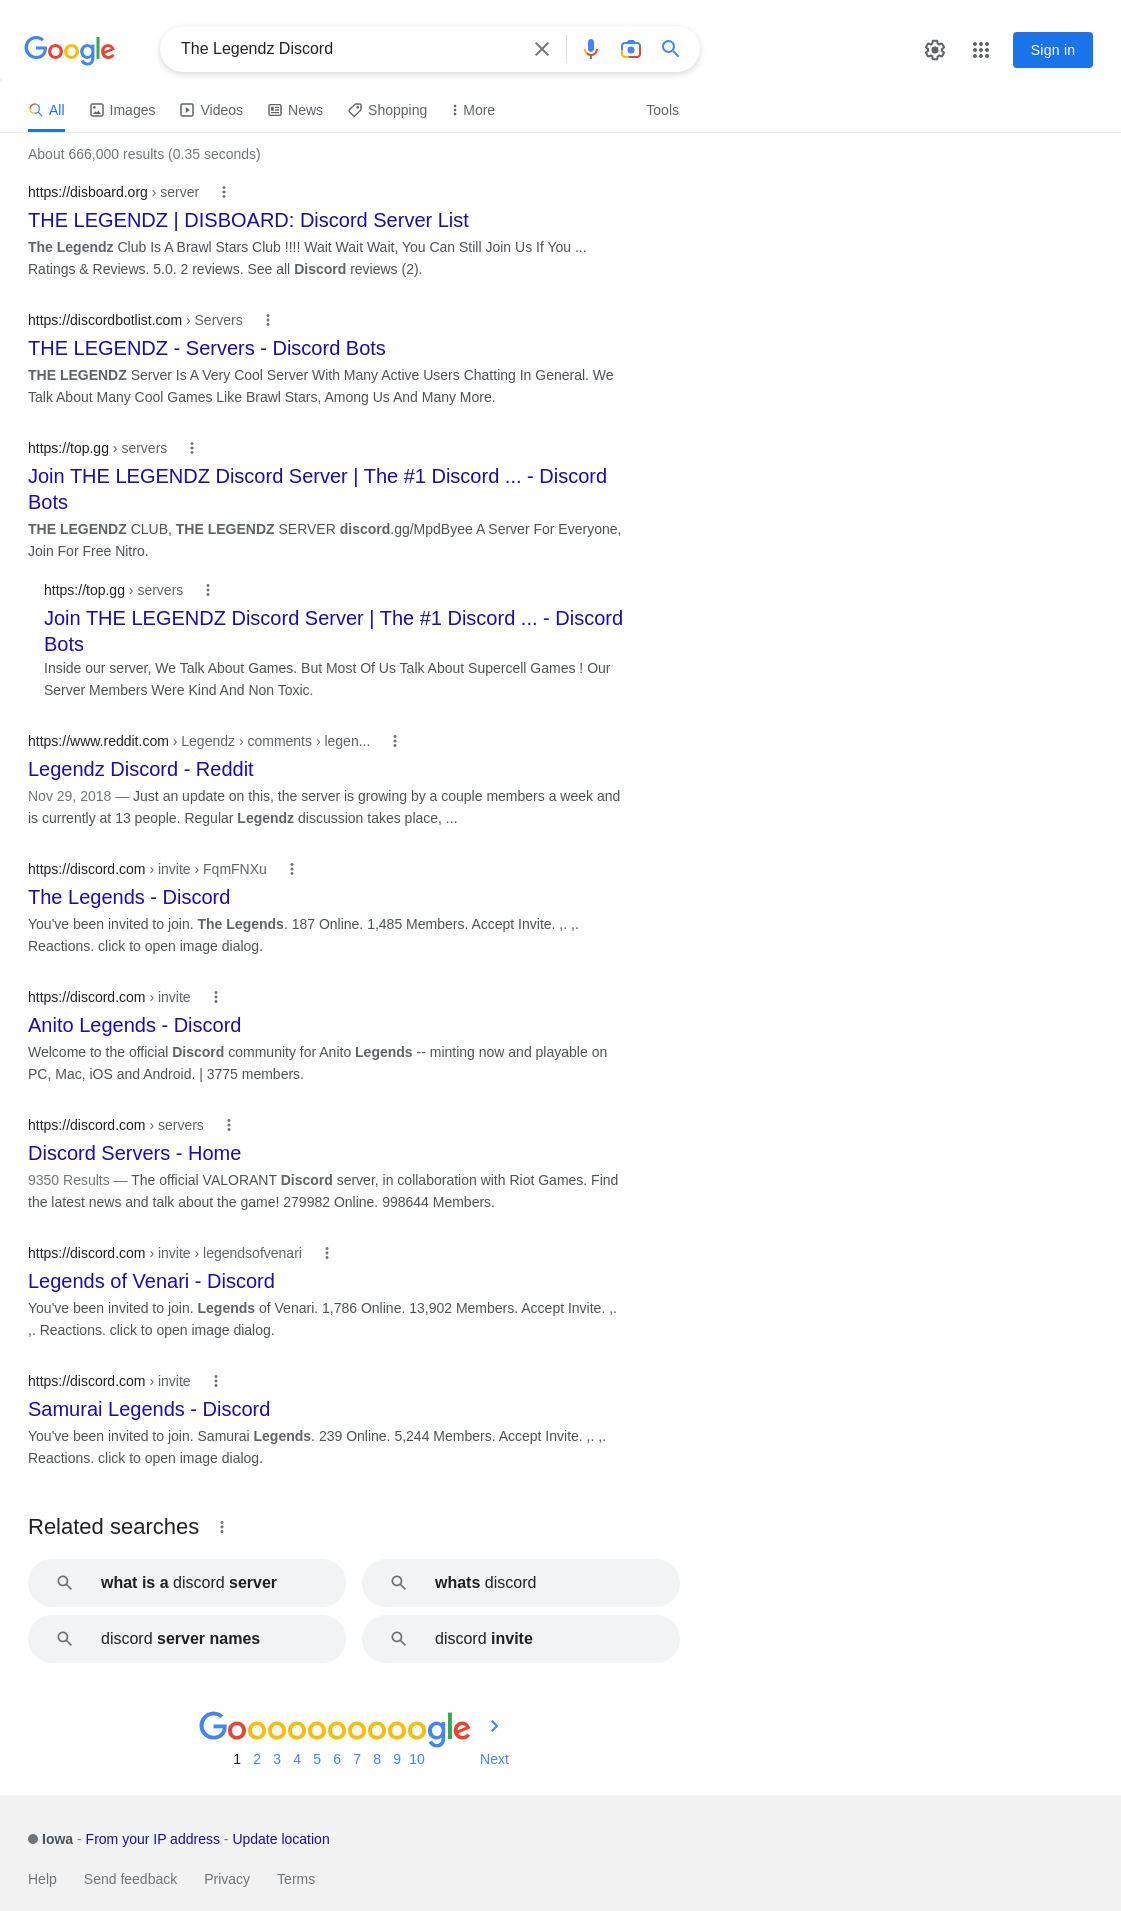 Google
The Legendz Discord
Sign in
All Images Videos News Shopping More Tools
About 666,000 results (0.35 seconds)
https://disboard.org › server
THE LEGENDZ | DISBOARD: Discord Server List
The Legendz Club Is A Brawl Stars Club !!!! Wait Wait Wait, You Can Still Join Us If You ...
Ratings & Reviews. 5.0. 2 reviews. See all Discord reviews (2).
https://discordbotlist.com › Servers
THE LEGENDZ - Servers - Discord Bots
THE LEGENDZ Server Is A Very Cool Server With Many Active Users Chatting In General. We
Talk About Many Cool Games Like Brawl Stars, Among Us And Many More.
https://top.gg › servers
Join THE LEGENDZ Discord Server | The #1 Discord ... - Discord
Bots
THE LEGENDZ CLUB, THE LEGENDZ SERVER discord.gg/MpdByee A Server For Everyone,
Join For Free Nitro.
https://top.gg › servers
Join THE LEGENDZ Discord Server | The #1 Discord ... - Discord
Bots
Inside our server, We Talk About Games. But Most Of Us Talk About Supercell Games ! Our
Server Members Were Kind And Non Toxic.
https://www.reddit.com › Legendz › comments › legen...
Legendz Discord - Reddit
Nov 29, 2018 — Just an update on this, the server is growing by a couple members a week and
is currently at 13 people. Regular Legendz discussion takes place, ...
https://discord.com › invite › FqmFNXu
The Legends - Discord
You've been invited to join. The Legends. 187 Online. 1,485 Members. Accept Invite. ,. ,.
Reactions. click to open image dialog.
https://discord.com › invite
Anito Legends - Discord
Welcome to the official Discord community for Anito Legends -- minting now and playable on
PC, Mac, iOS and Android. | 3775 members.
https://discord.com › servers
Discord Servers - Home
9350 Results — The official VALORANT Discord server, in collaboration with Riot Games. Find
the latest news and talk about the game! 279982 Online. 998644 Members.
https://discord.com › invite › legendsofvenari
Legends of Venari - Discord
You've been invited to join. Legends of Venari. 1,786 Online. 13,902 Members. Accept Invite. ,.
,. Reactions. click to open image dialog.
https://discord.com › invite
Samurai Legends - Discord
You've been invited to join. Samurai Legends. 239 Online. 5,244 Members. Accept Invite. ,. ,.
Reactions. click to open image dialog.
Related searches
what is a discord server
whats discord
discord server names
discord invite
Goooooooooogle
1 2 3 4 5 6 7 8 9 10 Next
Iowa - From your IP address - Update location
Help Send feedback Privacy Terms